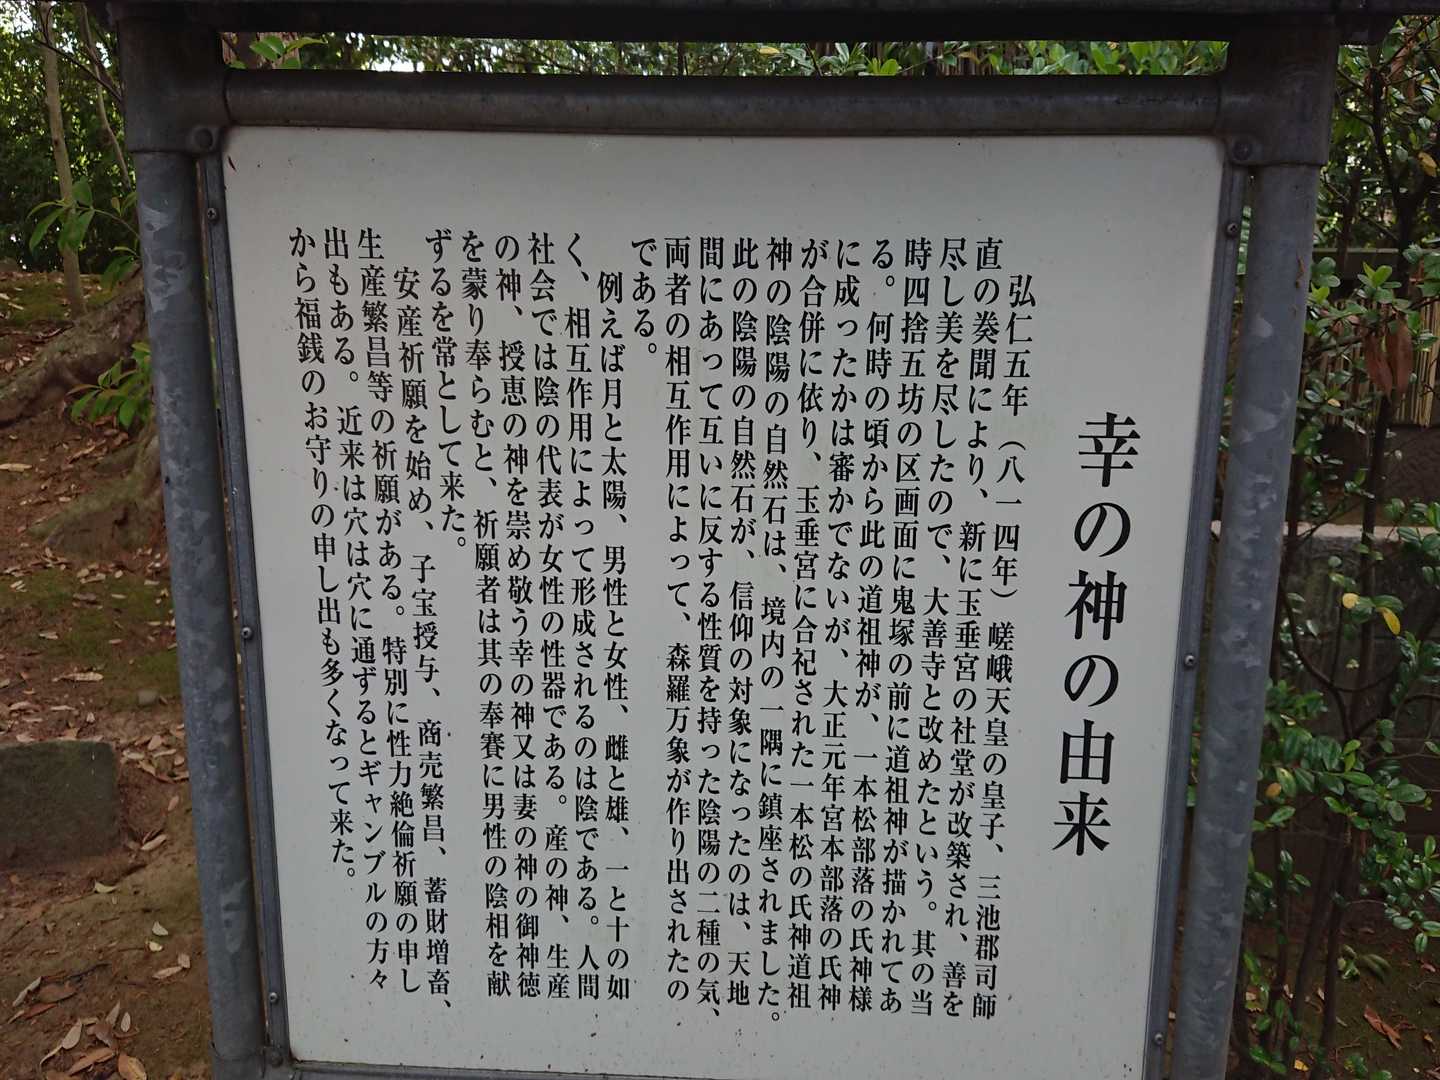 幸の神の由来
弘仁五年（八一四年）嵯峨天皇の皇子、三池郡司師
直の奏聞により、新に玉垂宮の社堂が改築され、善を
尽し美を尽したので、大善寺と改めたという。其の当
時四捨五坊の区画面に鬼塚の前に道祖神が描かれてあ
る。何時の頃から此の道祖神が、一本松部落の氏神様
に成ったかは審かでないが、大正元年宮本部落の氏神
が合併に依り、玉垂宮に合祀された一本松の氏神道祖
神の陰陽の自然石は、境内の一隅に鎮座されました。
此の陰陽の自然石が、信仰の対象になったのは、天地
間にあって互いに反する性質を持った陰陽の二種の気、
両者の相互作用によって、森羅万象が作り出されたの
である。
例えば月と太陽、男性と女性、雌と雄、一と十の如
く、相互作用によって形成されるのは陰である。人間
社会では陰の代表が女性の性器である。産の神、生産
の神、授恵の神を崇め敬う幸の神又は妻の神の御神徳
を蒙り奉らむと、祈願者は其の奉賽に男性の陰相を献
ずるを常として来た。
安産祈願を始め、子宝授与、商売繁昌、蓄財増畜、
生産繁昌等の祈願がある。特別に性力絶倫祈願の申し
出もある。近来は穴は穴に通ずるとギャンブルの方々
から福銭のお守りの申し出も多くなって来た。